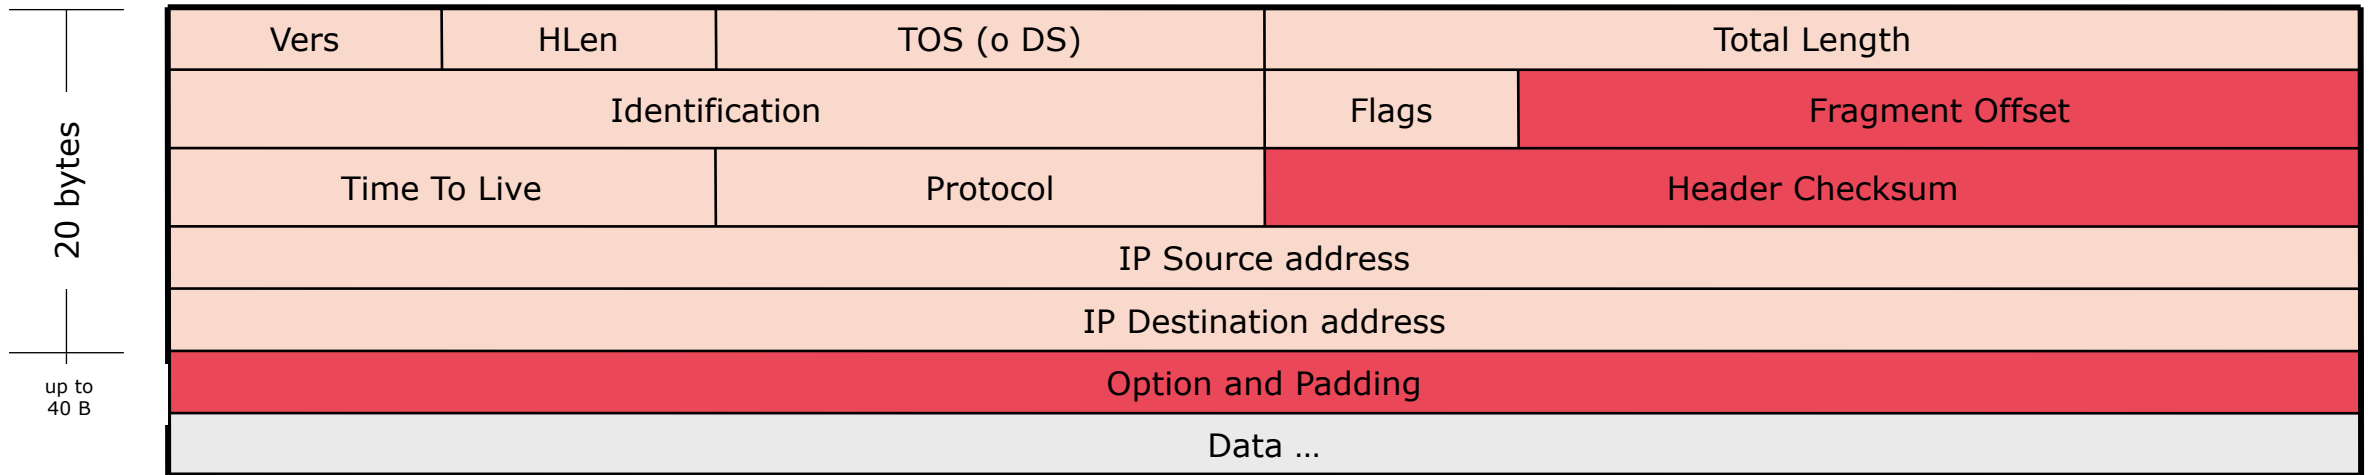 Vers HLen TOS (o DS) Total Length
Identification Flags Fragment Offset
Time To Live Protocol Header Checksum
20 bytes
IP Source address
IP Destination address
Option and Padding
up to
40 B
Data ...